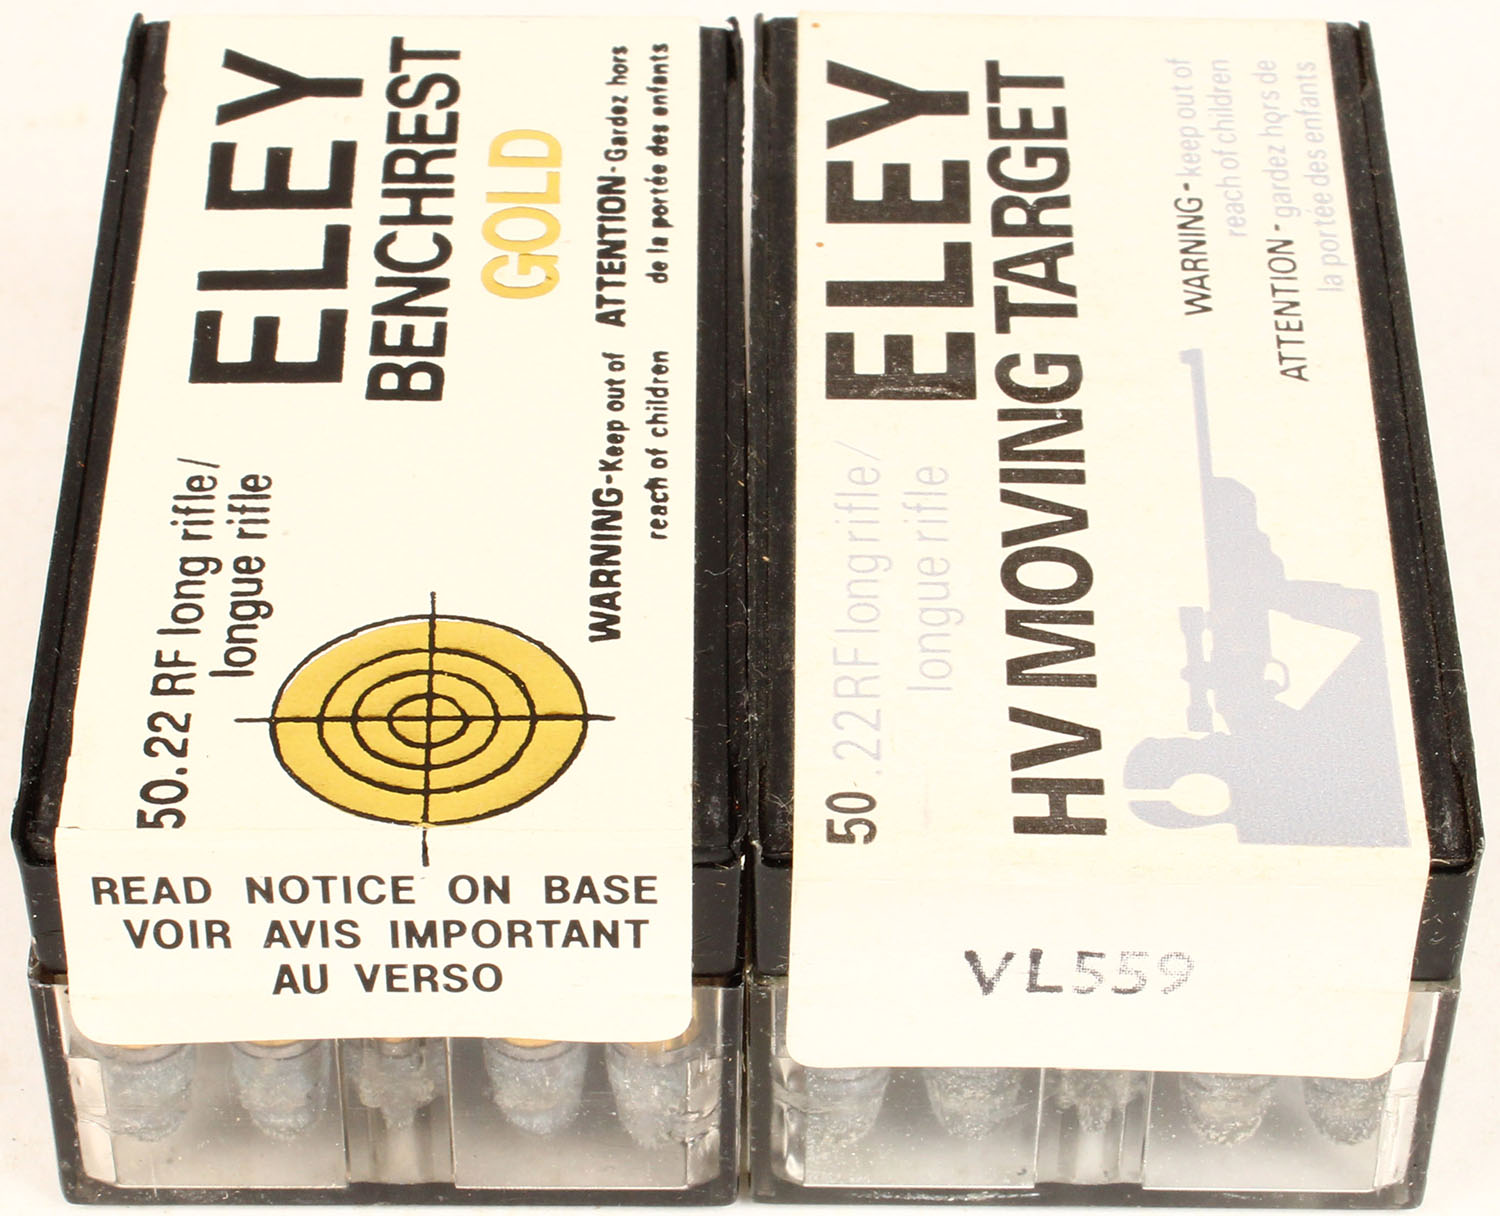 ELEY
BENCHREST
GOLD
50.22 RF long rifle/
longue rifle
WARNING-Keep out of
reach of children
ATTENTION-Gardez hors
de la portée des enfants
READ NOTICE ON BASE
VOIR AVIS IMPORTANT
AU VERSO
ELEY
HV MOVING TARGET
50.22 RF long rifle/
longue rifle
WARNING-keep out of
reach of children
ATTENTION-gardez hors de
la portée des enfants
VL559